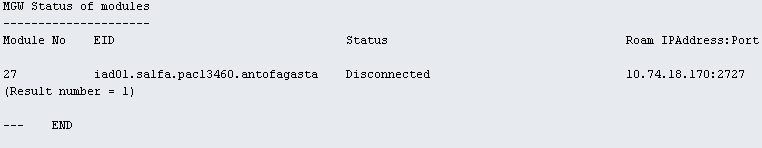 MGW Status of modules
---------------------
Module No EID Status Roam IPAddress:Port
27 iad01.salfa.pac13460.antofagasta Disconnected 10.74.18.170:2727
(Result number = 1)
--- END